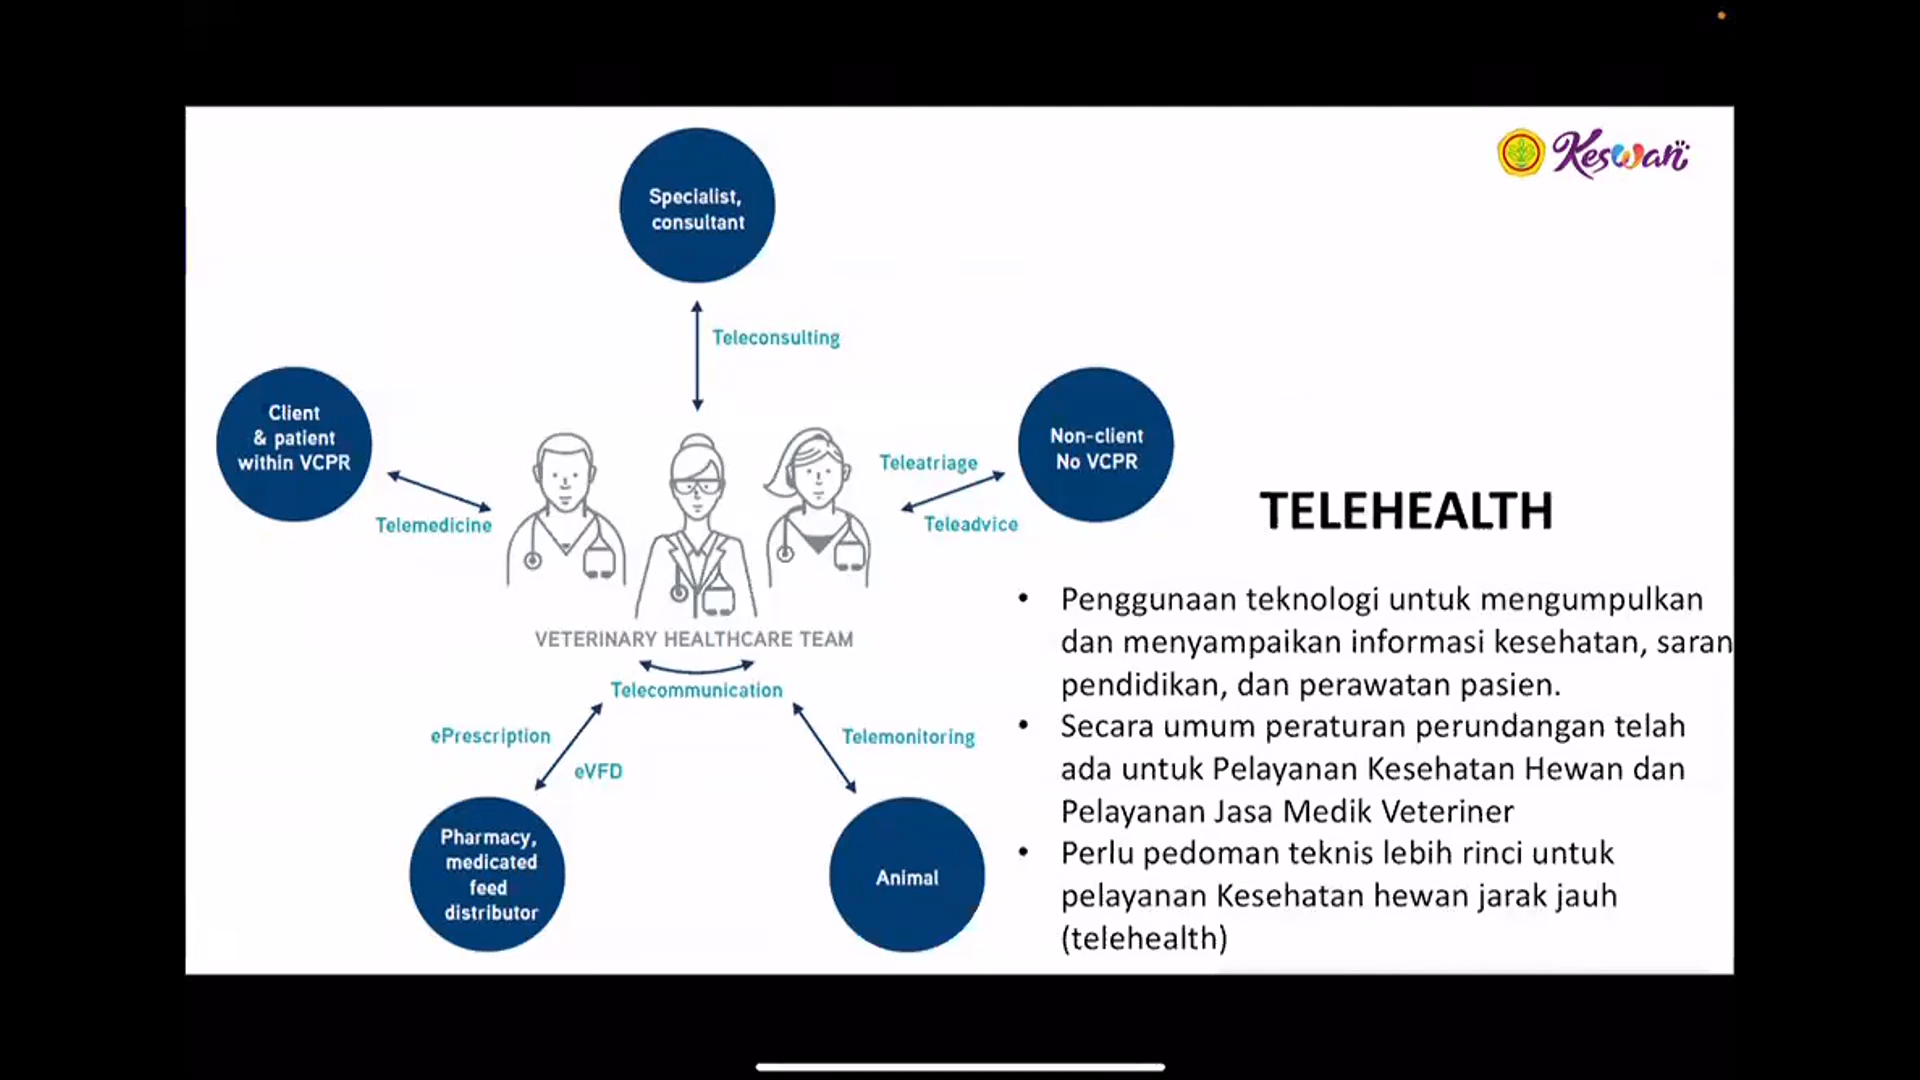 Keswan
Specialist,
consultant
Teleconsulting
Client
& patient
within VCPR
Telemedicine
Teleatriage
Teleadvice
Non-client
No VCPR
VETERINARY HEALTHCARE TEAM
Telecommunication
ePrescription
eVFD
Telemonitoring
Pharmacy,
medicated
feed
distributor
Animal
TELEHEALTH
• Penggunaan teknologi untuk mengumpulkan
dan menyampaikan informasi kesehatan, saran
pendidikan, dan perawatan pasien.
• Secara umum peraturan perundangan telah
ada untuk Pelayanan Kesehatan Hewan dan
Pelayanan Jasa Medik Veteriner
• Perlu pedoman teknis lebih rinci untuk
pelayanan Kesehatan hewan jarak jauh
(telehealth)